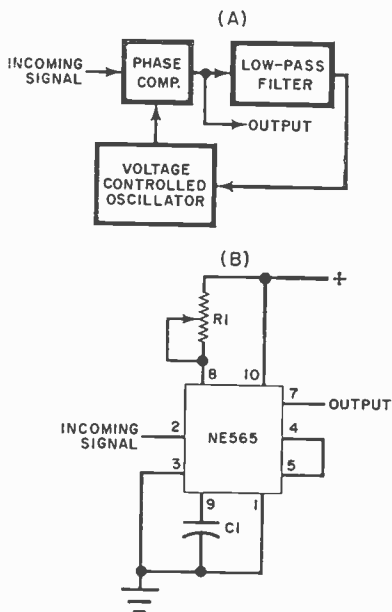 (A)
INCOMING
SIGNAL
PHASE
COMP.
LOW-PASS
FILTER
OUTPUT
VOLTAGE
CONTROLLED
OSCILLATOR
(B)
+
R1
8
10
7
OUTPUT
INCOMING
SIGNAL
2
NE565
4
3
5
9
1
C1